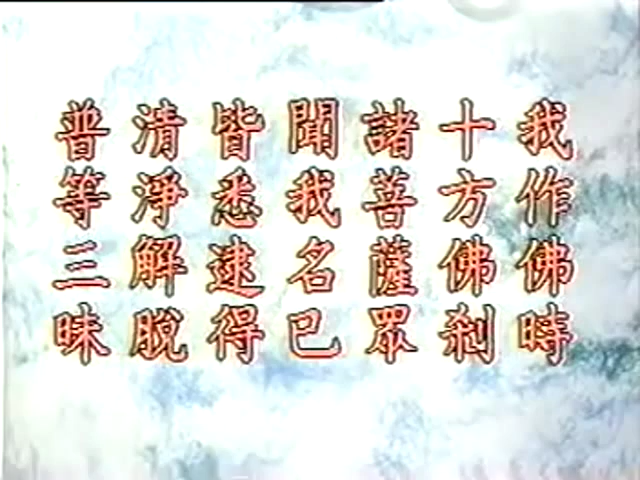 我作佛時
十方佛剎
諸菩薩眾
聞我名已
皆悉逮得
清淨解脫
普等三昧